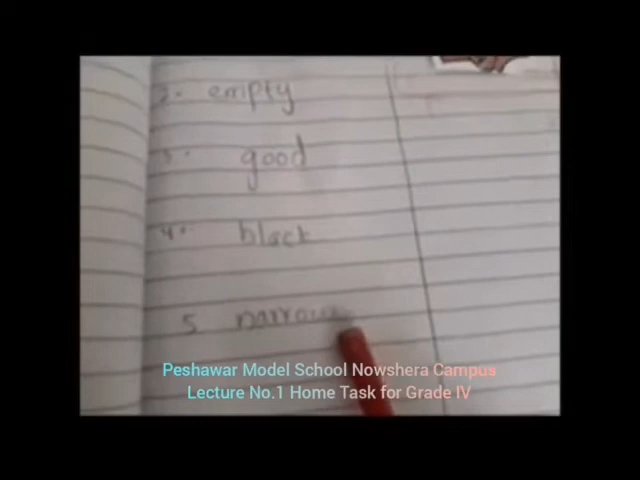 2. empty
3. good
4. black
5 narrow
Peshawar Model School Nowshera Campus
Lecture No.1 Home Task for Grade IV